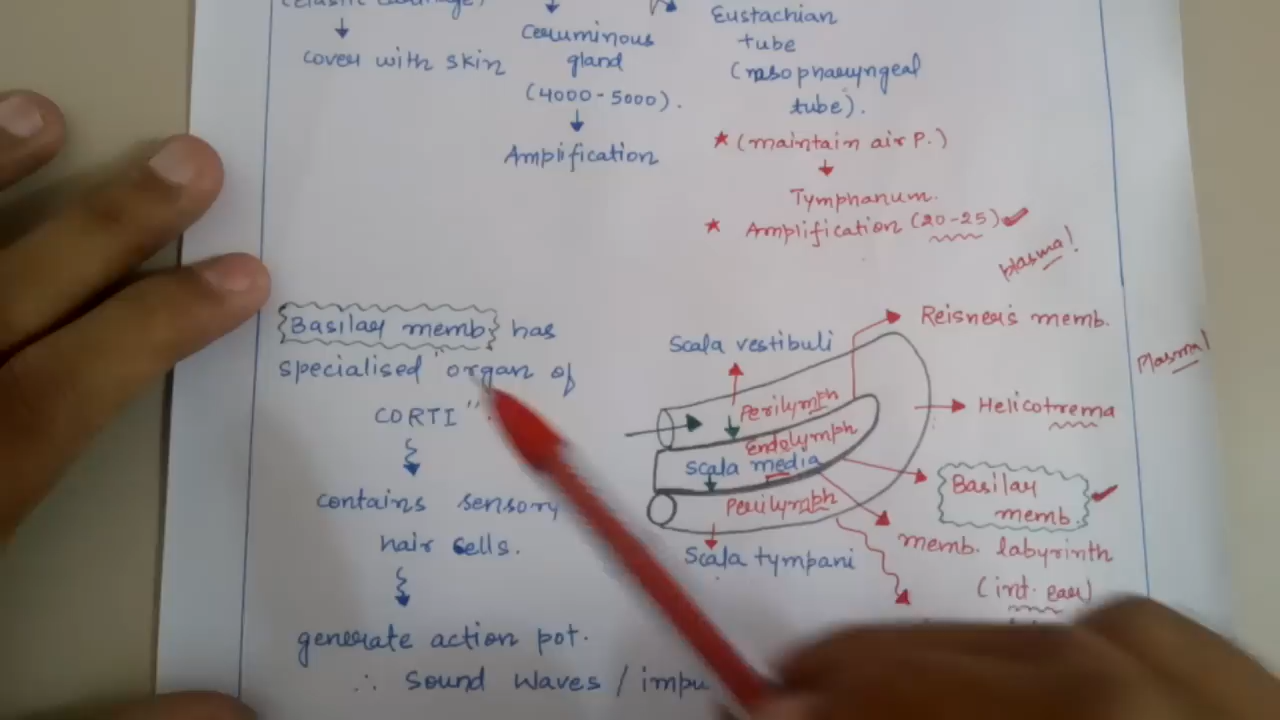 cover with skin
Ceruminous
gland
(4000-5000).
Amplification
Eustachian
tube
(nasopharyngeal
tube).
★ (maintain air P.)
Tymphanum.
★ Amplification (20-25) ✓
plasma!
Basilar memb. has
specialised "organ of
CORTI".
contains sensory
hair cells.
generate action pot.
∴ Sound waves / impu
Scala vestibuli
Reisner's memb.
Plasma!
Perilymph
Endolymph
Scala media
Perilymph
Scala tympani
Helicotrema
Basilar
memb. ✓
memb. labyrinth
(int. ear)